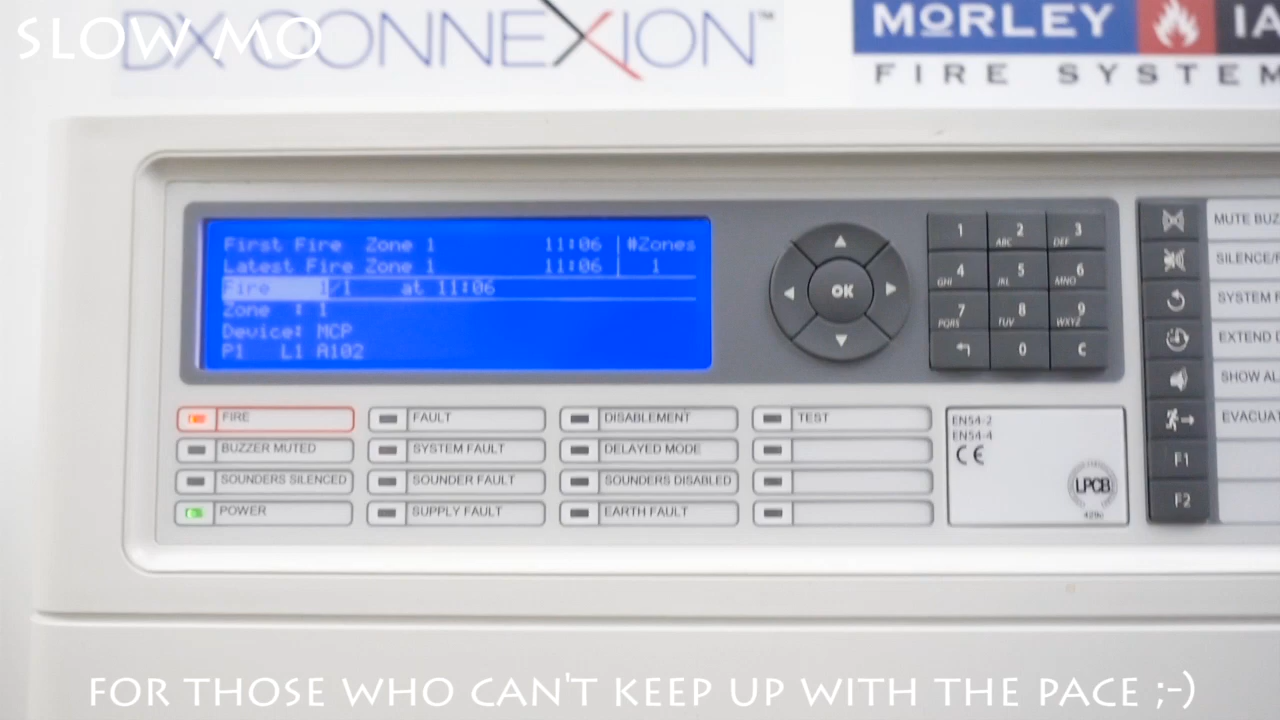 SLOW MO
DX CONNEXION™
MORLEY IA
FIRE SYSTEM
First Fire Zone 1 11:06 #Zones
Latest Fire Zone 1 11:06 1
Fire 1/1 at 11:06
Zone : 1
Device: MCP
P1 L1 A102
1 2 ABC 3 DEF
4 GHI 5 JKL 6 MNO
7 PQRS 8 TUV 9 WXYZ
0 C
OK
MUTE BUZ
SILENCE/
SYSTEM
EXTEND
SHOW AL
EVACUAT
F1
F2
FIRE FAULT DISABLEMENT TEST
BUZZER MUTED SYSTEM FAULT DELAYED MODE
SOUNDERS SILENCED SOUNDER FAULT SOUNDERS DISABLED
POWER SUPPLY FAULT EARTH FAULT
EN54-2
EN54-4
CE
LPCB
FOR THOSE WHO CAN'T KEEP UP WITH THE PACE ;-)